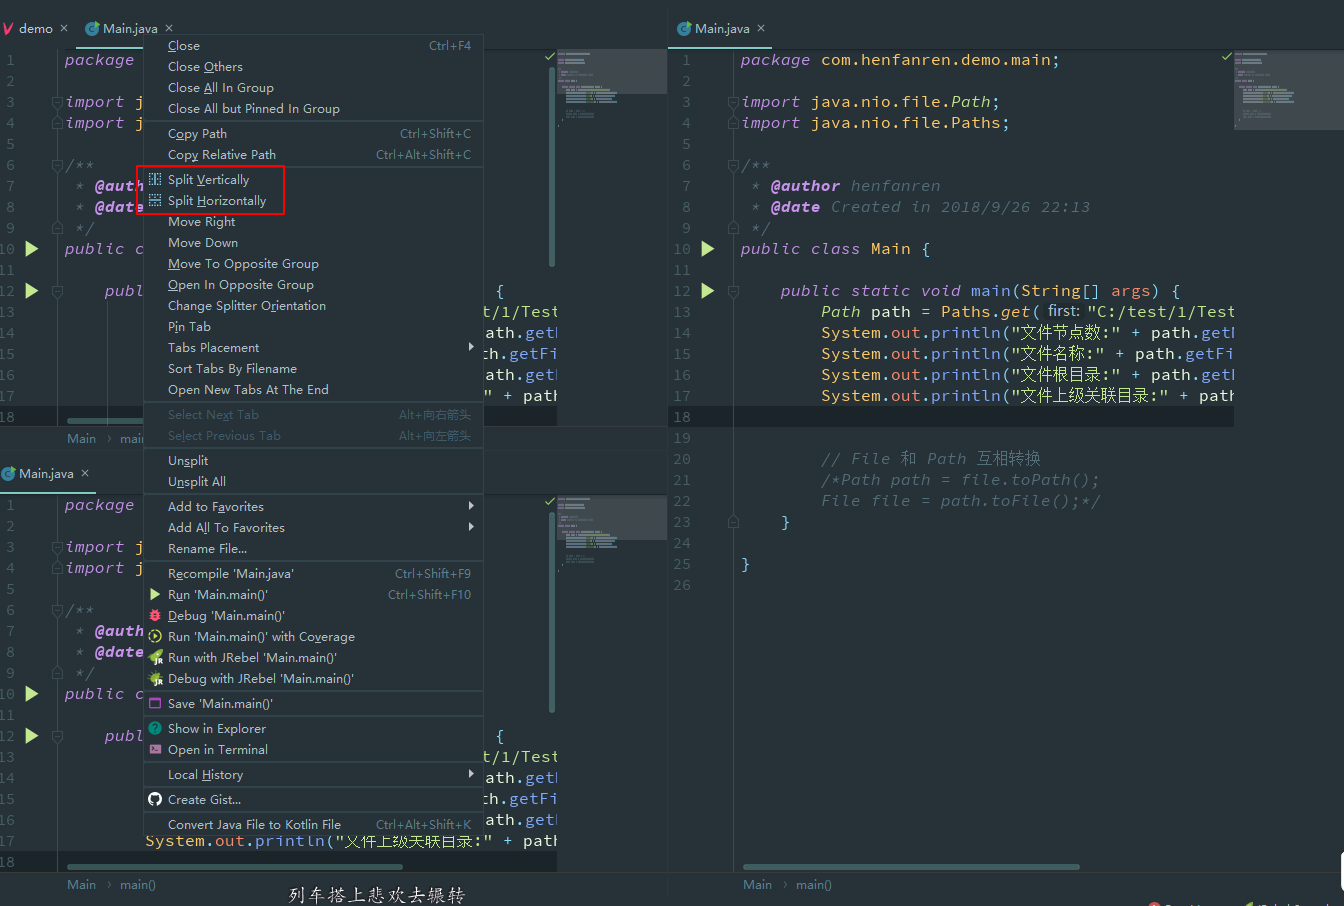 demo
Main.java
Main.java
Close Ctrl+F4
Close Others
Close All In Group
Close All but Pinned In Group
Copy Path Ctrl+Shift+C
Copy Relative Path Ctrl+Alt+Shift+C
Split Vertically
Split Horizontally
Move Right
Move Down
Move To Opposite Group
Open In Opposite Group
Change Splitter Orientation
Pin Tab
Tabs Placement
Sort Tabs By Filename
Open New Tabs At The End
Select Next Tab Alt+向右箭头
Select Previous Tab Alt+向左箭头
Unsplit
Unsplit All
Add to Favorites
Add All To Favorites
Rename File...
Recompile 'Main.java' Ctrl+Shift+F9
Run 'Main.main()' Ctrl+Shift+F10
Debug 'Main.main()'
Run 'Main.main()' with Coverage
Run with JRebel 'Main.main()'
Debug with JRebel 'Main.main()'
Save 'Main.main()'
Show in Explorer
Open in Terminal
Local History
Create Gist...
Convert Java File to Kotlin File Ctrl+Alt+Shift+K
1 package
2
3 import j
4 import j
5
6 /**
7 * @auth
8 * @date
9 */
10 public c
11
12 publ {
13 t/1/Test
14 ath.get
15 th.getFi
16 ath.get
17 " + path
18
Main main
Main.java
1 package
2
3 import j
4 import j
5
6 /**
7 * @auth
8 * @date
9 */
10 public c
11
12 publ {
13 t/1/Test
14 ath.get
15 th.getFi
16 ath.get
17 System.out.println("文件上级关联目录:" + path
18
Main main()
1 package com.henfanren.demo.main;
2
3 import java.nio.file.Path;
4 import java.nio.file.Paths;
5
6 /**
7 * @author henfanren
8 * @date Created in 2018/9/26 22:13
9 */
10 public class Main {
11
12 public static void main(String[] args) {
13 Path path = Paths.get( first: "C:/test/1/Test
14 System.out.println("文件节点数:" + path.get
15 System.out.println("文件名称:" + path.getFi
16 System.out.println("文件根目录:" + path.get
17 System.out.println("文件上级关联目录:" + path
18
19
20 // File 和 Path 互相转换
21 /*Path path = file.toPath();
22 File file = path.toFile();*/
23 }
24
25 }
26
Main main()
列车搭上悲欢去辗转